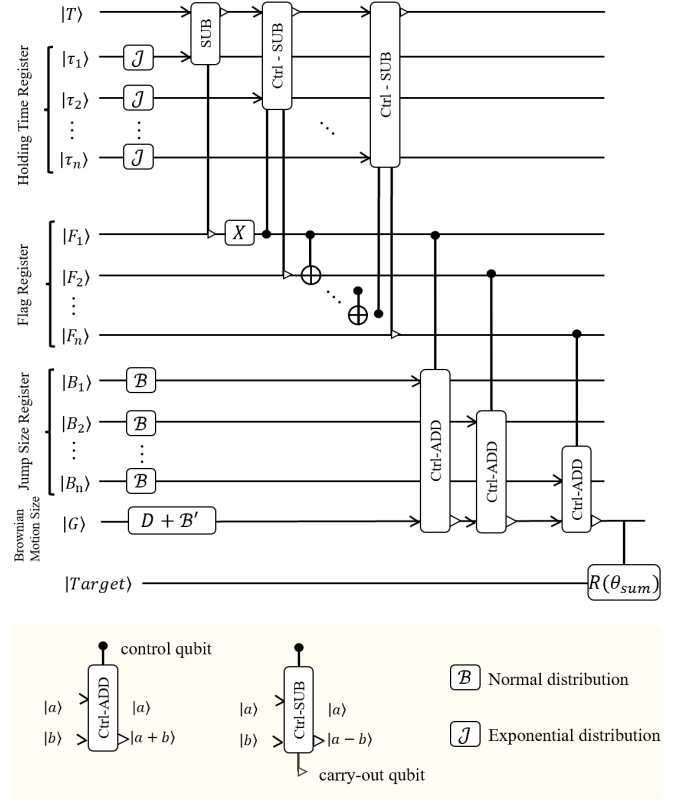 |T⟩
SUB
Ctrl - SUB
Ctrl - SUB
Holding Time Register
|τ₁⟩
𝒥
|τ₂⟩
𝒥
⋮
⋮
⋱
|τₙ⟩
𝒥
Flag Register
|F₁⟩
X
|F₂⟩
⋮
⋱
|Fₙ⟩
Jump Size Register
|B₁⟩
ℬ
|B₂⟩
ℬ
⋮
⋮
|Bₙ⟩
ℬ
Ctrl-ADD
Ctrl-ADD
Ctrl-ADD
Brownian
Motion Size
|G⟩
D + ℬ′
|Target⟩
R(θₛᵤₘ)
control qubit
Ctrl-ADD
|a⟩
|a⟩
|b⟩
|a + b⟩
Ctrl-SUB
|a⟩
|a⟩
|b⟩
|a − b⟩
carry-out qubit
ℬ Normal distribution
𝒥 Exponential distribution